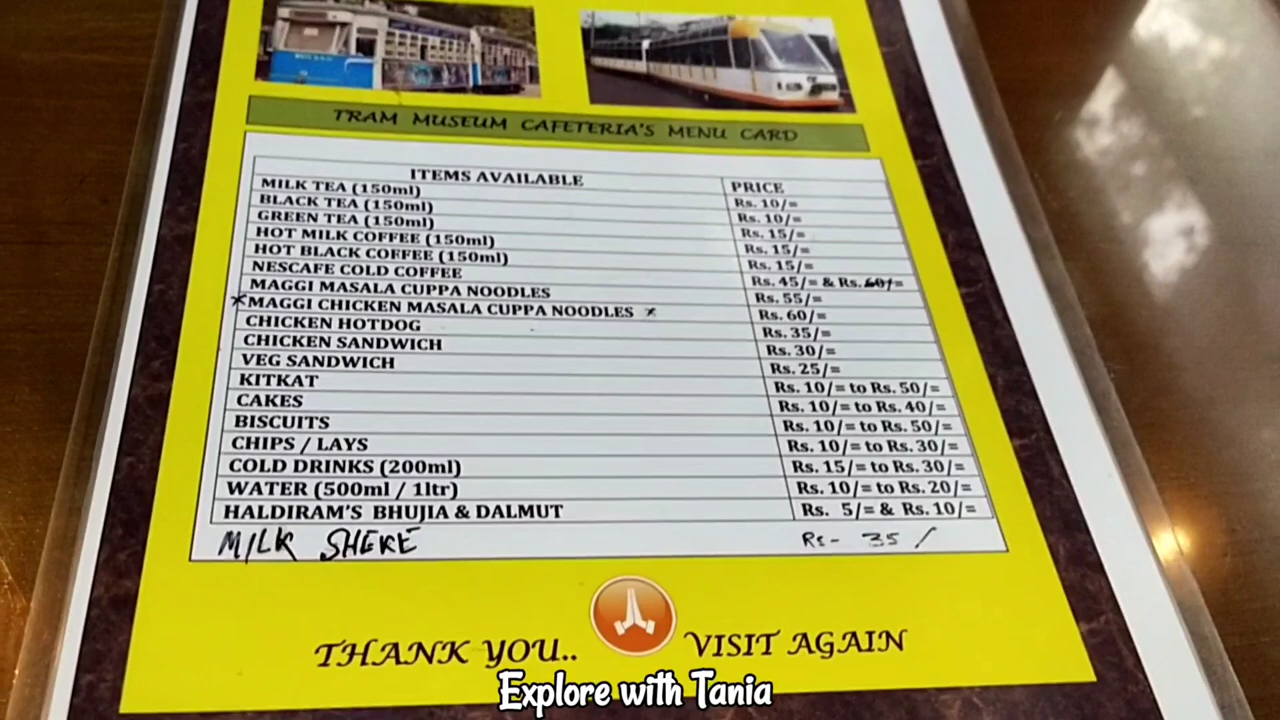 TRAM MUSEUM CAFETERIA'S MENU CARD
ITEMS AVAILABLE PRICE
MILK TEA (150ml) Rs. 10/=
BLACK TEA (150ml) Rs. 10/=
GREEN TEA (150ml) Rs. 15/=
HOT MILK COFFEE (150ml) Rs. 15/=
HOT BLACK COFFEE (150ml) Rs. 15/=
NESCAFE COLD COFFEE Rs. 45/= & Rs. 60/=
MAGGI MASALA CUPPA NOODLES Rs. 55/=
*MAGGI CHICKEN MASALA CUPPA NOODLES * Rs. 60/=
CHICKEN HOTDOG Rs. 35/=
CHICKEN SANDWICH Rs. 30/=
VEG SANDWICH Rs. 25/=
KITKAT Rs. 10/= to Rs. 50/=
CAKES Rs. 10/= to Rs. 40/=
BISCUITS Rs. 10/= to Rs. 50/=
CHIPS / LAYS Rs. 10/= to Rs. 30/=
COLD DRINKS (200ml) Rs. 15/= to Rs. 30/=
WATER (500ml / 1ltr) Rs. 10/= to Rs. 20/=
HALDIRAM'S BHUJIA & DALMUT Rs. 5/= & Rs. 10/=
MILK SHEKE Rs- 35 /
THANK YOU.. VISIT AGAIN
Explore with Tania